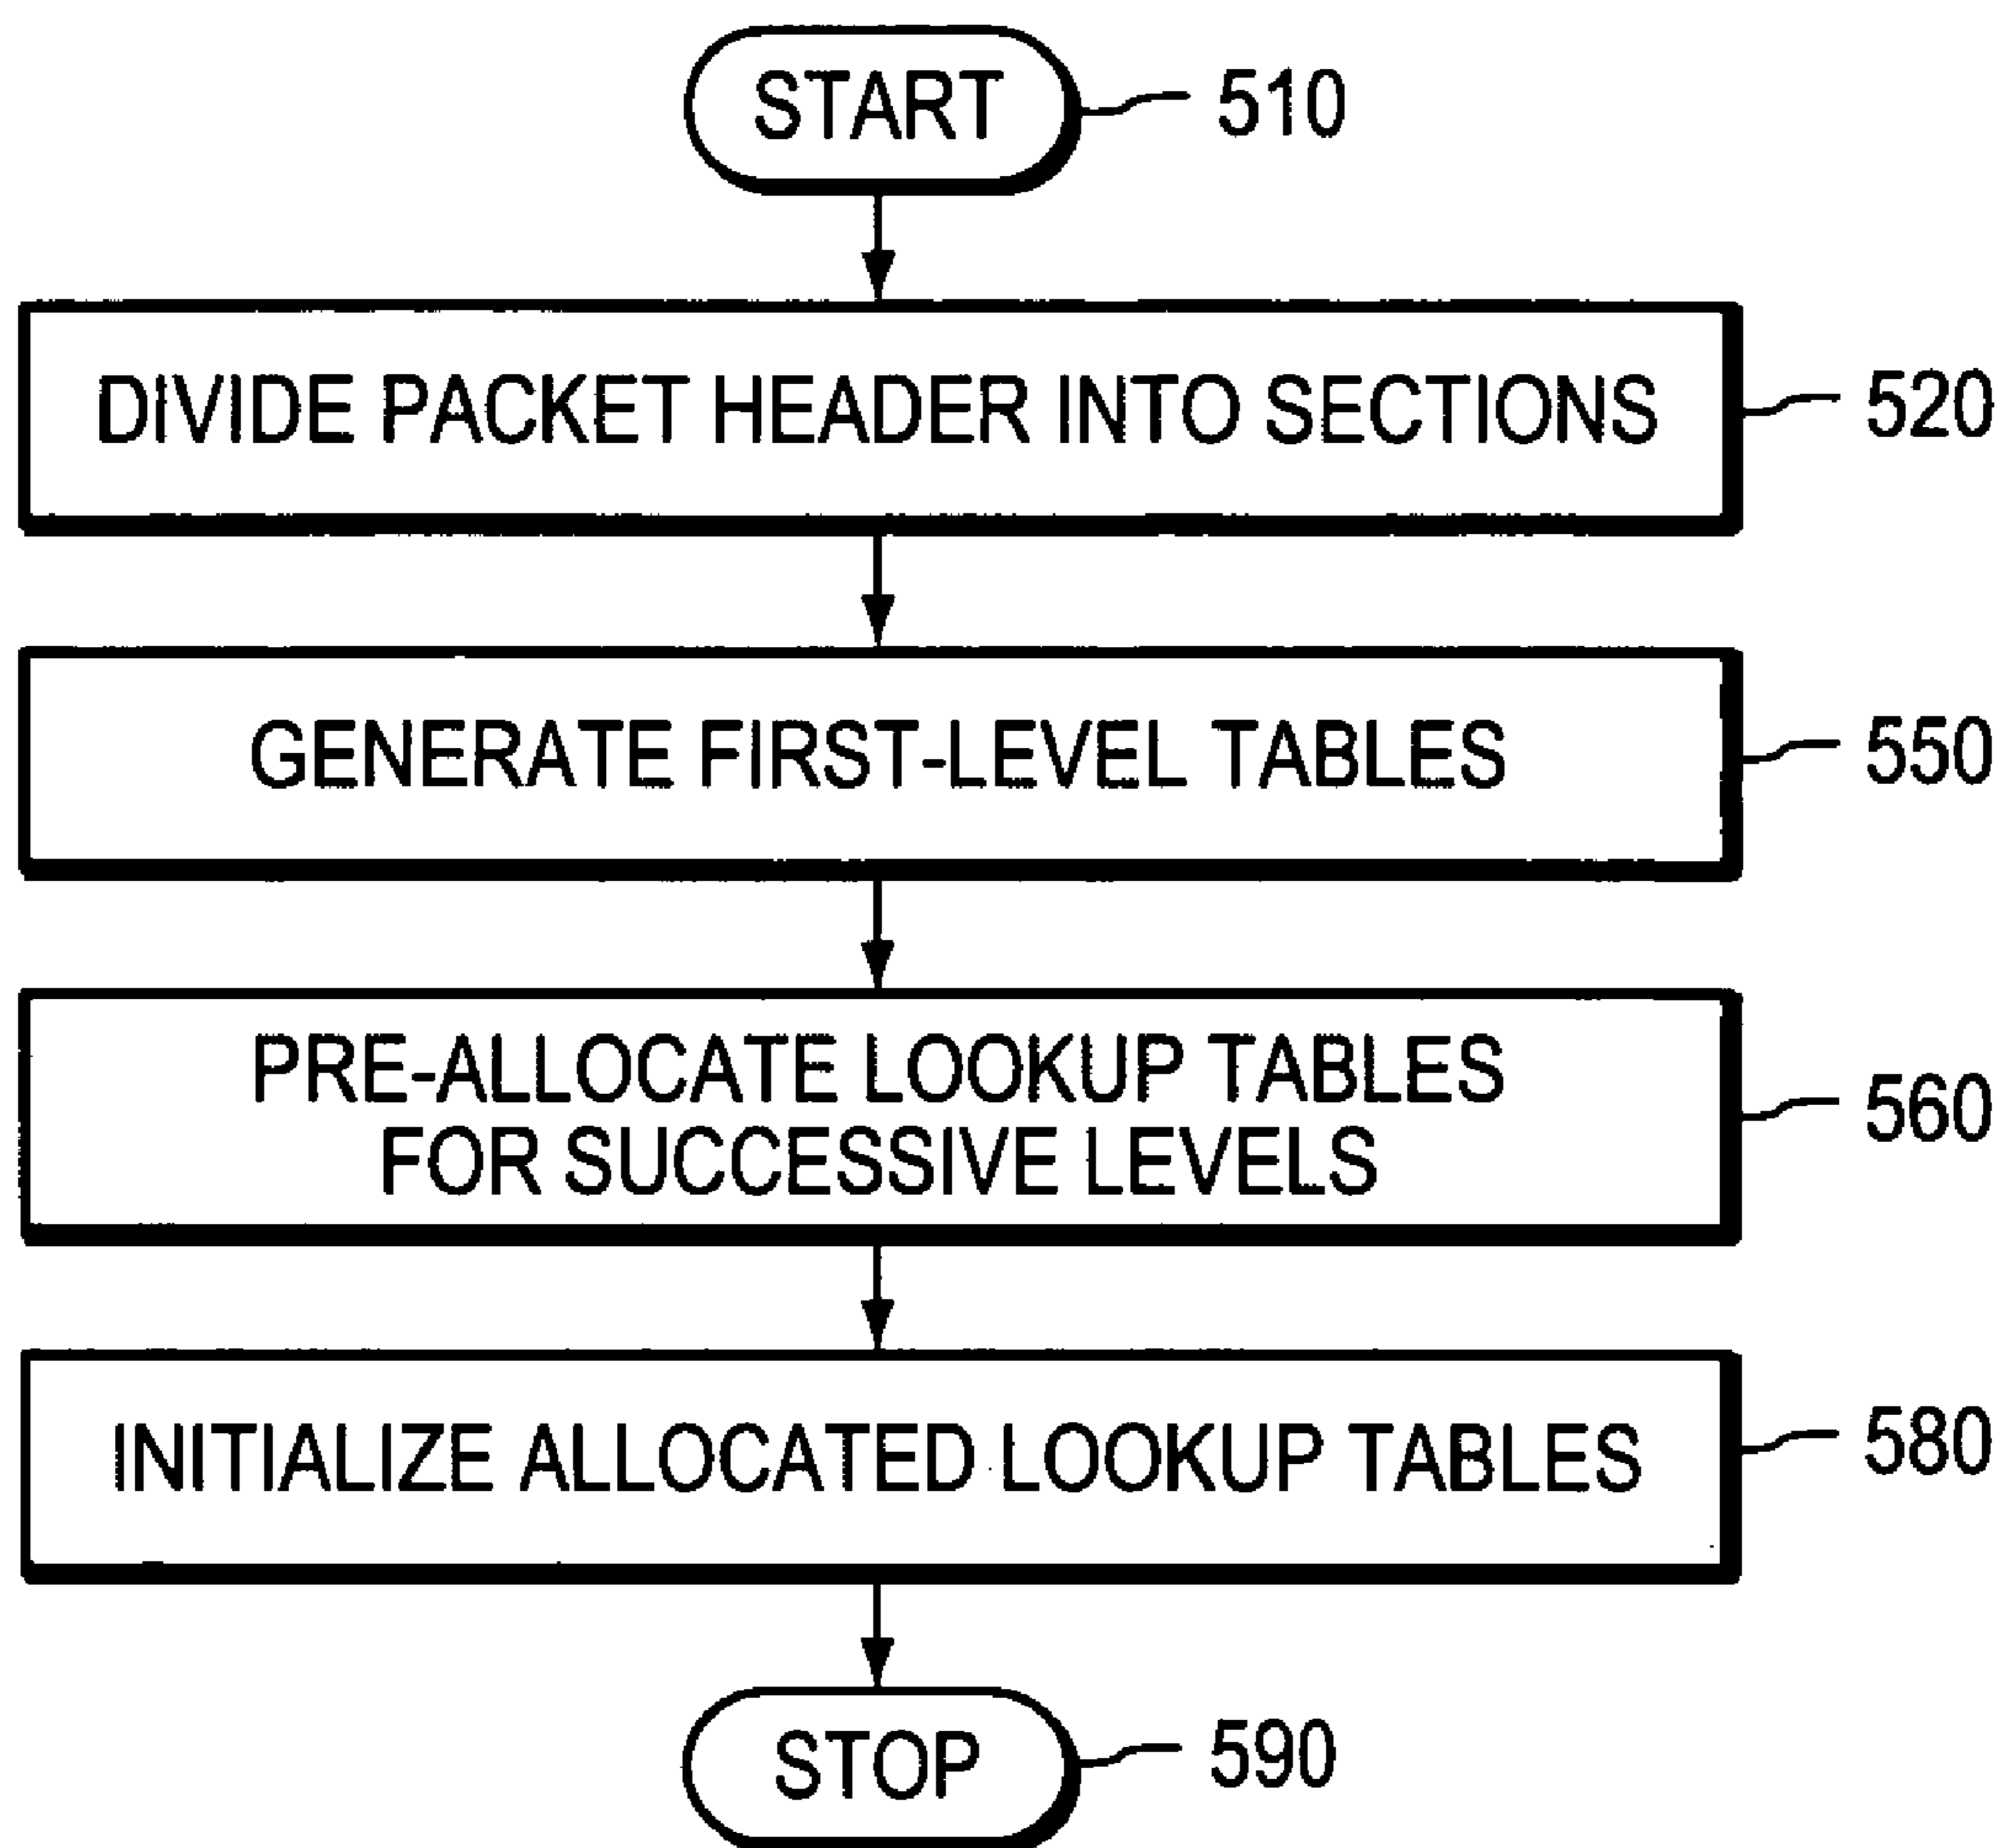 START
510
DIVIDE PACKET HEADER INTO SECTIONS
520
GENERATE FIRST-LEVEL TABLES
550
PRE-ALLOCATE LOOKUP TABLES
FOR SUCCESSIVE LEVELS
560
INITIALIZE ALLOCATED LOOKUP TABLES
580
STOP
590